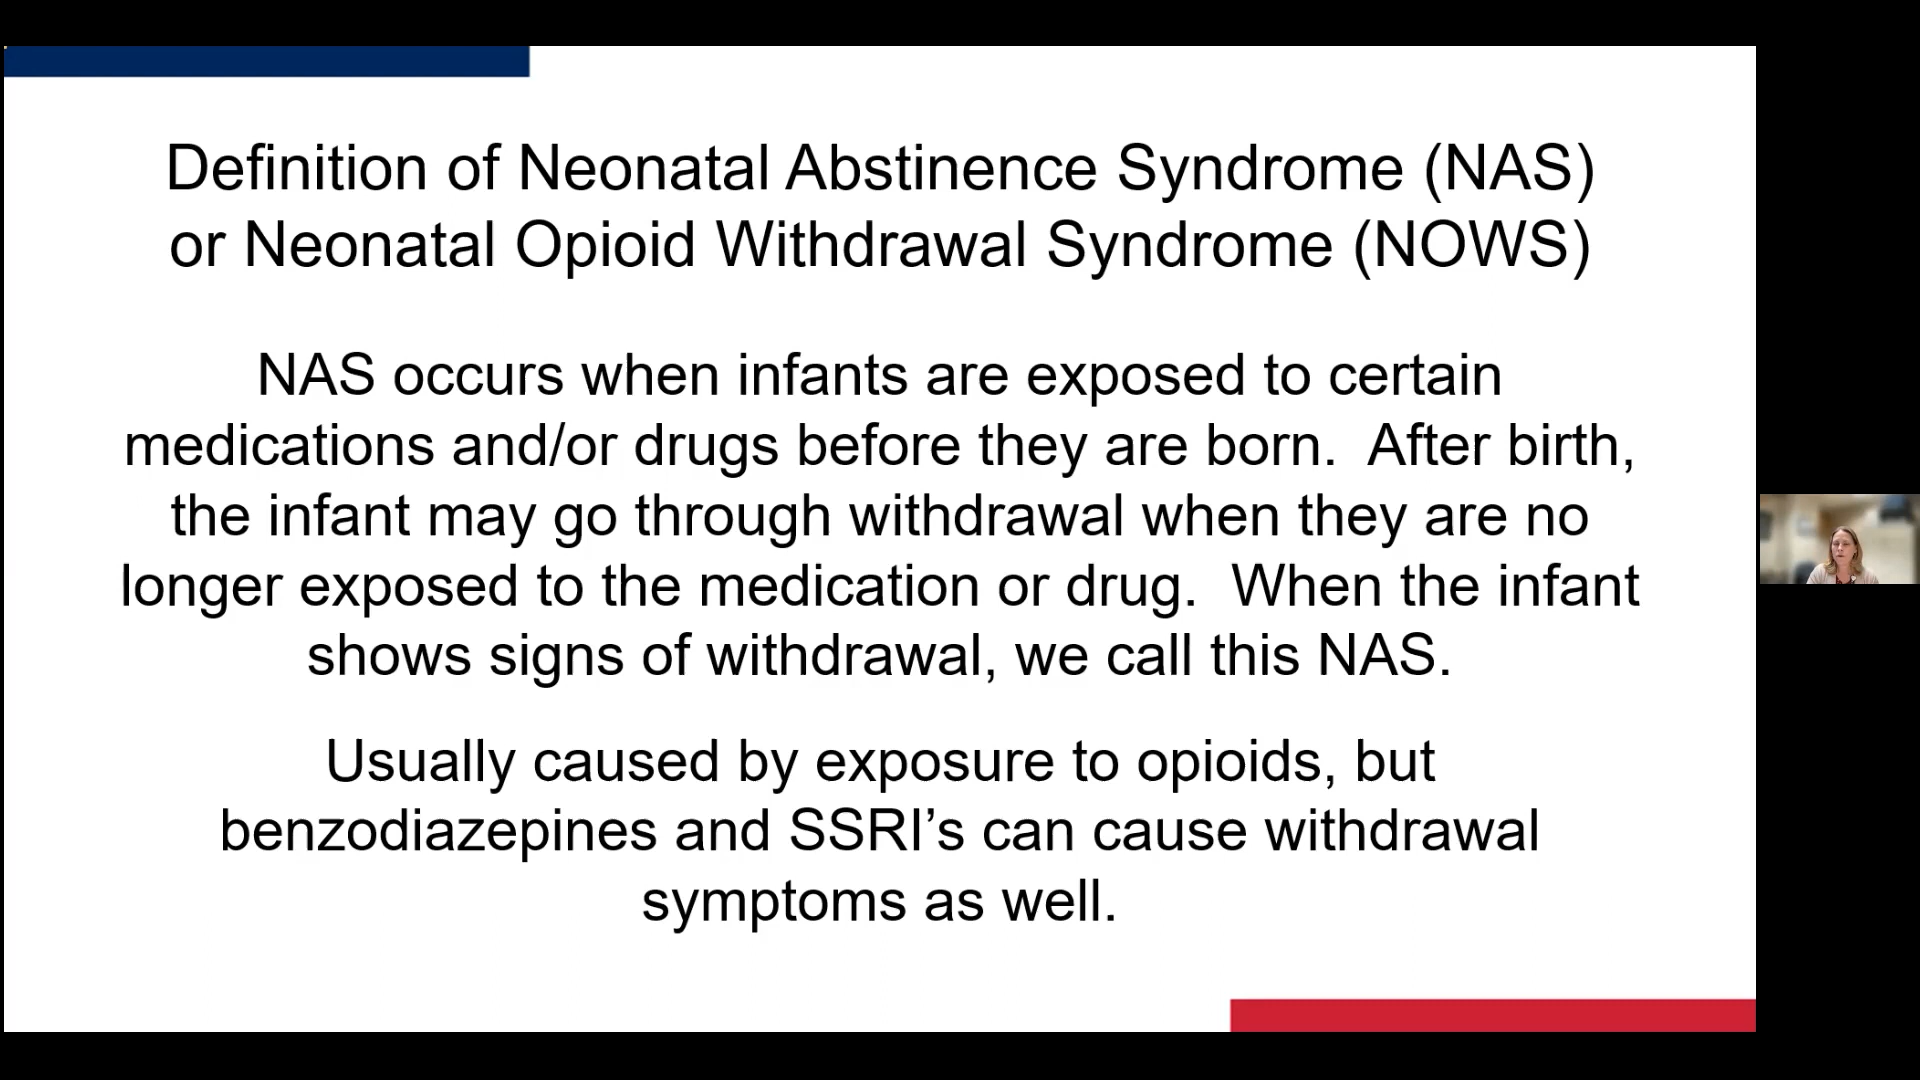 Definition of Neonatal Abstinence Syndrome (NAS)
or Neonatal Opioid Withdrawal Syndrome (NOWS)
NAS occurs when infants are exposed to certain
medications and/or drugs before they are born.  After birth,
the infant may go through withdrawal when they are no
longer exposed to the medication or drug.  When the infant
shows signs of withdrawal, we call this NAS.
Usually caused by exposure to opioids, but
benzodiazepines and SSRI’s can cause withdrawal
symptoms as well.